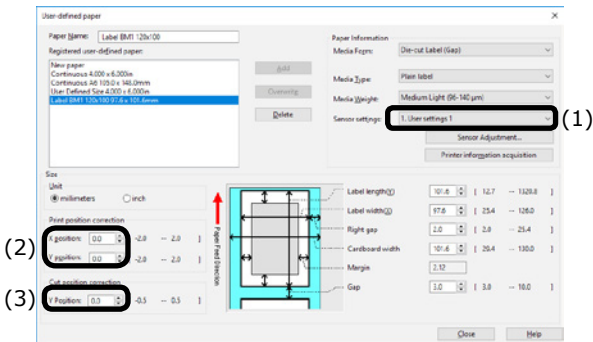 User-defined paper
Paper Name: Label BM1 120x100
Registered user-defined paper:
New paper
Continuous 4.000 x 6.000in
Continuous A6 105.0 x 148.0mm
User Defined Size 4.000 x 6.000in
Label BM1 120x100 97.6 x 101.6mm
Add
Overwrite
Delete
Paper Information
Media Form: Die-cut Label (Gap)
Media Type: Plain label
Media Weight: Medium Light (96-140 μm)
Sensor settings: 1. User settings 1
(1)
Sensor Adjustment...
Printer information acquisition
Size
Unit
millimeters inch
Print position correction
(2)
X position: 0.0 -2.0 -- 2.0 ]
Y position: 0.0 -2.0 -- 2.0 ]
Cut position correction
(3)
Y Position: 0.0 -0.5 -- 0.5 ]
Paper Feed Direction
Label length(Y) 101.6 [ 12.7 -- 1320.8 ]
Label width(X) 97.6 [ 25.4 -- 126.0 ]
Right gap 2.0 [ 2.0 -- 25.4 ]
Cardboard width 101.6 [ 29.4 -- 130.0 ]
Margin 2.12
Gap 3.0 [ 3.0 -- 10.0 ]
Close
Help